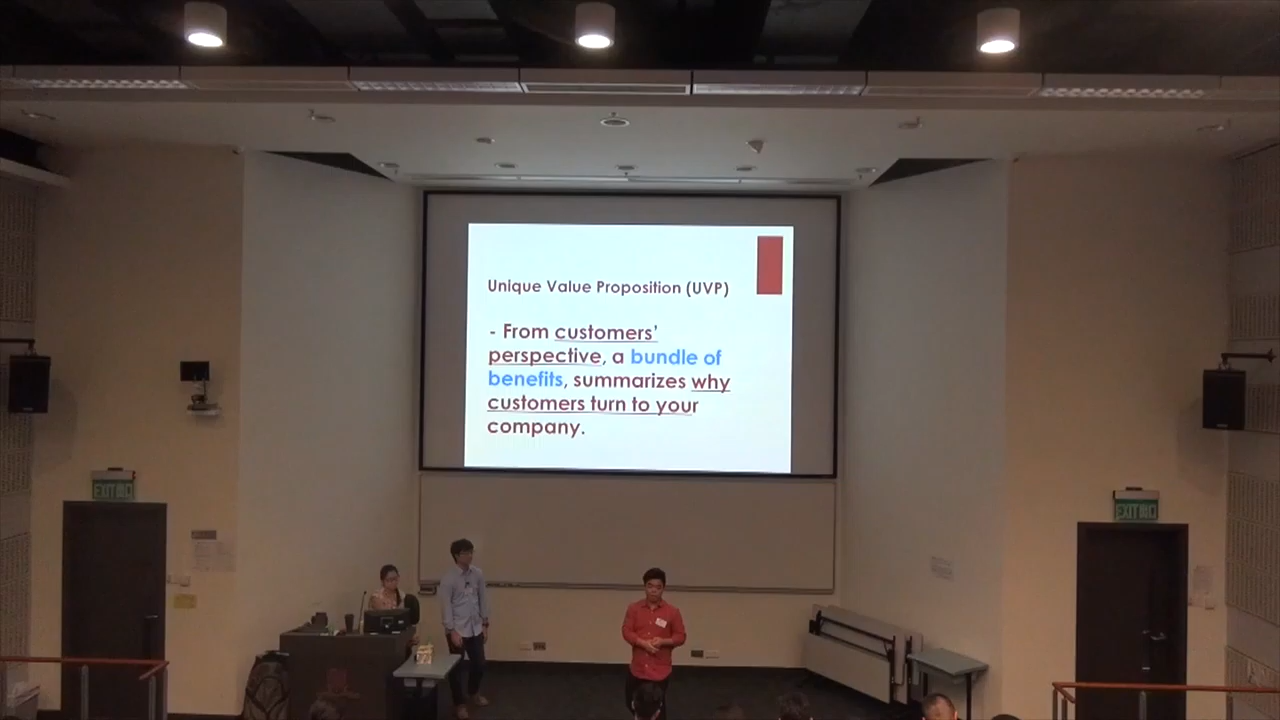 Unique Value Proposition (UVP)
- From customers'
perspective, a bundle of
benefits, summarizes why
customers turn to your
company.
EXIT
EXIT